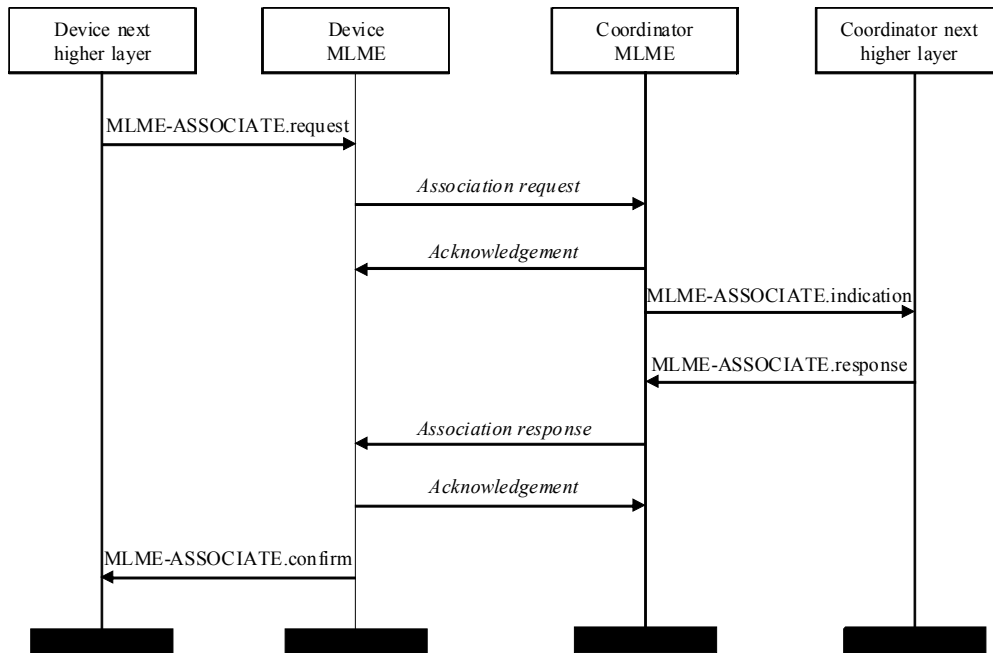 Device next
higher layer
Device
MLME
Coordinator
MLME
Coordinator next
higher layer
MLME-ASSOCIATE.request
Association request
Acknowledgement
MLME-ASSOCIATE.indication
MLME-ASSOCIATE.response
Association response
Acknowledgement
MLME-ASSOCIATE.confirm